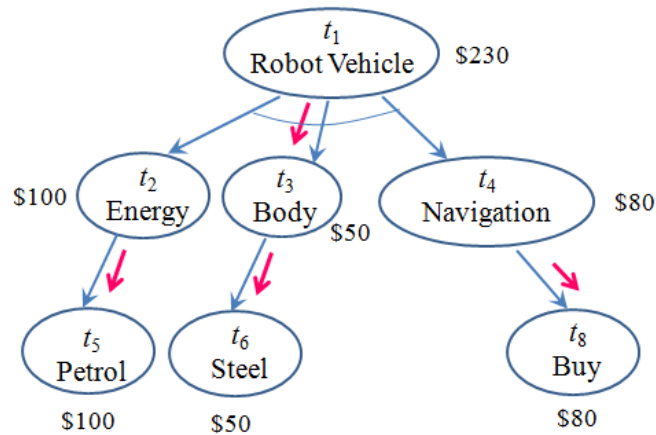 t1
Robot Vehicle
$230
t2
Energy
$100
t3
Body
$50
t4
Navigation
$80
t5
Petrol
$100
t6
Steel
$50
t8
Buy
$80